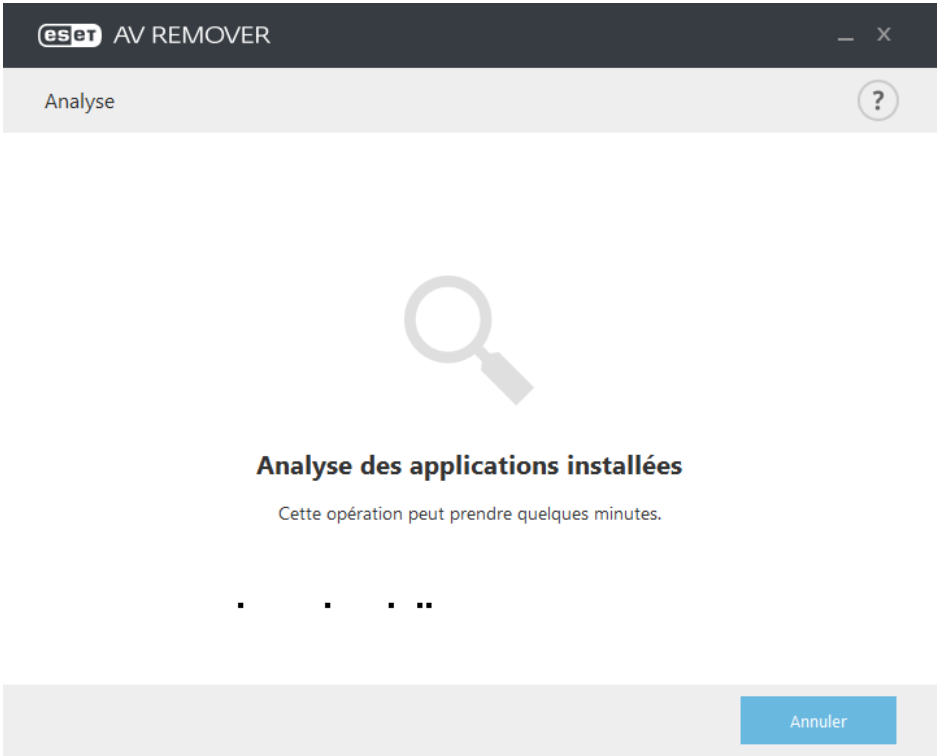 eset AV REMOVER
Analyse
?
Analyse des applications installées
Cette opération peut prendre quelques minutes.
Annuler